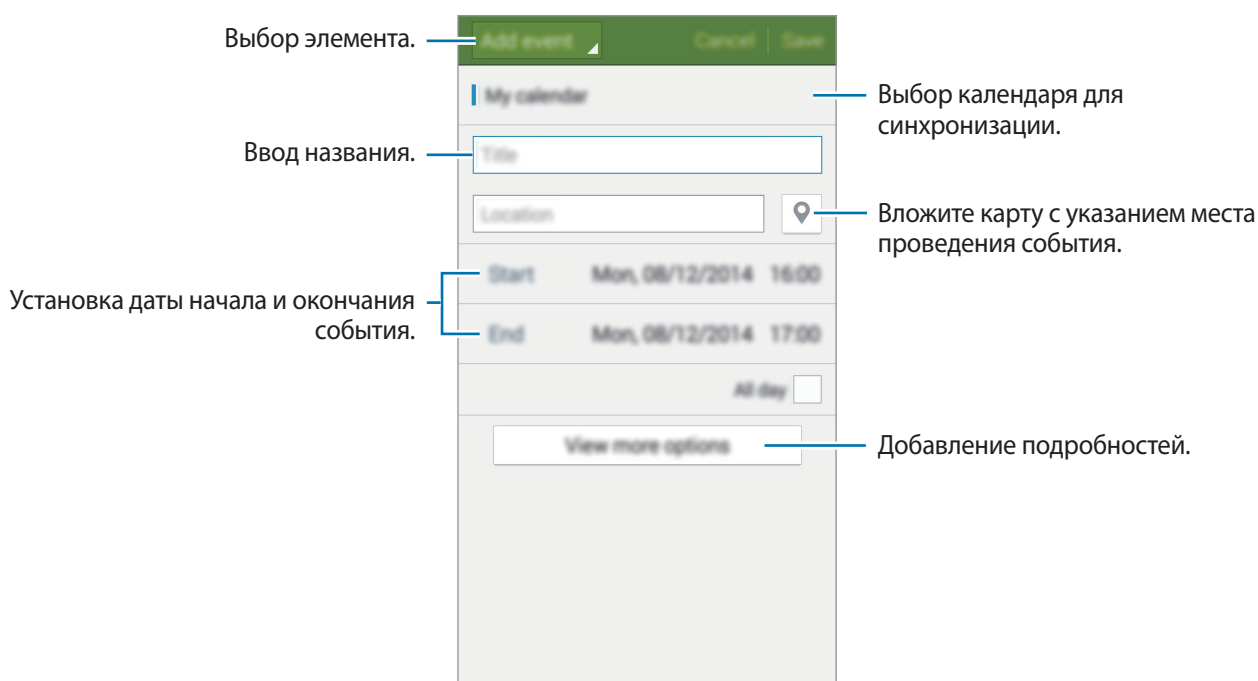 Выбор элемента.
Add event
Cancel
Save
My calendar
Выбор календаря для
синхронизации.
Ввод названия.
Title
Location
Вложите карту с указанием места
проведения события.
Start Mon, 08/12/2014 16:00
Установка даты начала и окончания
события.
End Mon, 08/12/2014 17:00
All day
View more options
Добавление подробностей.